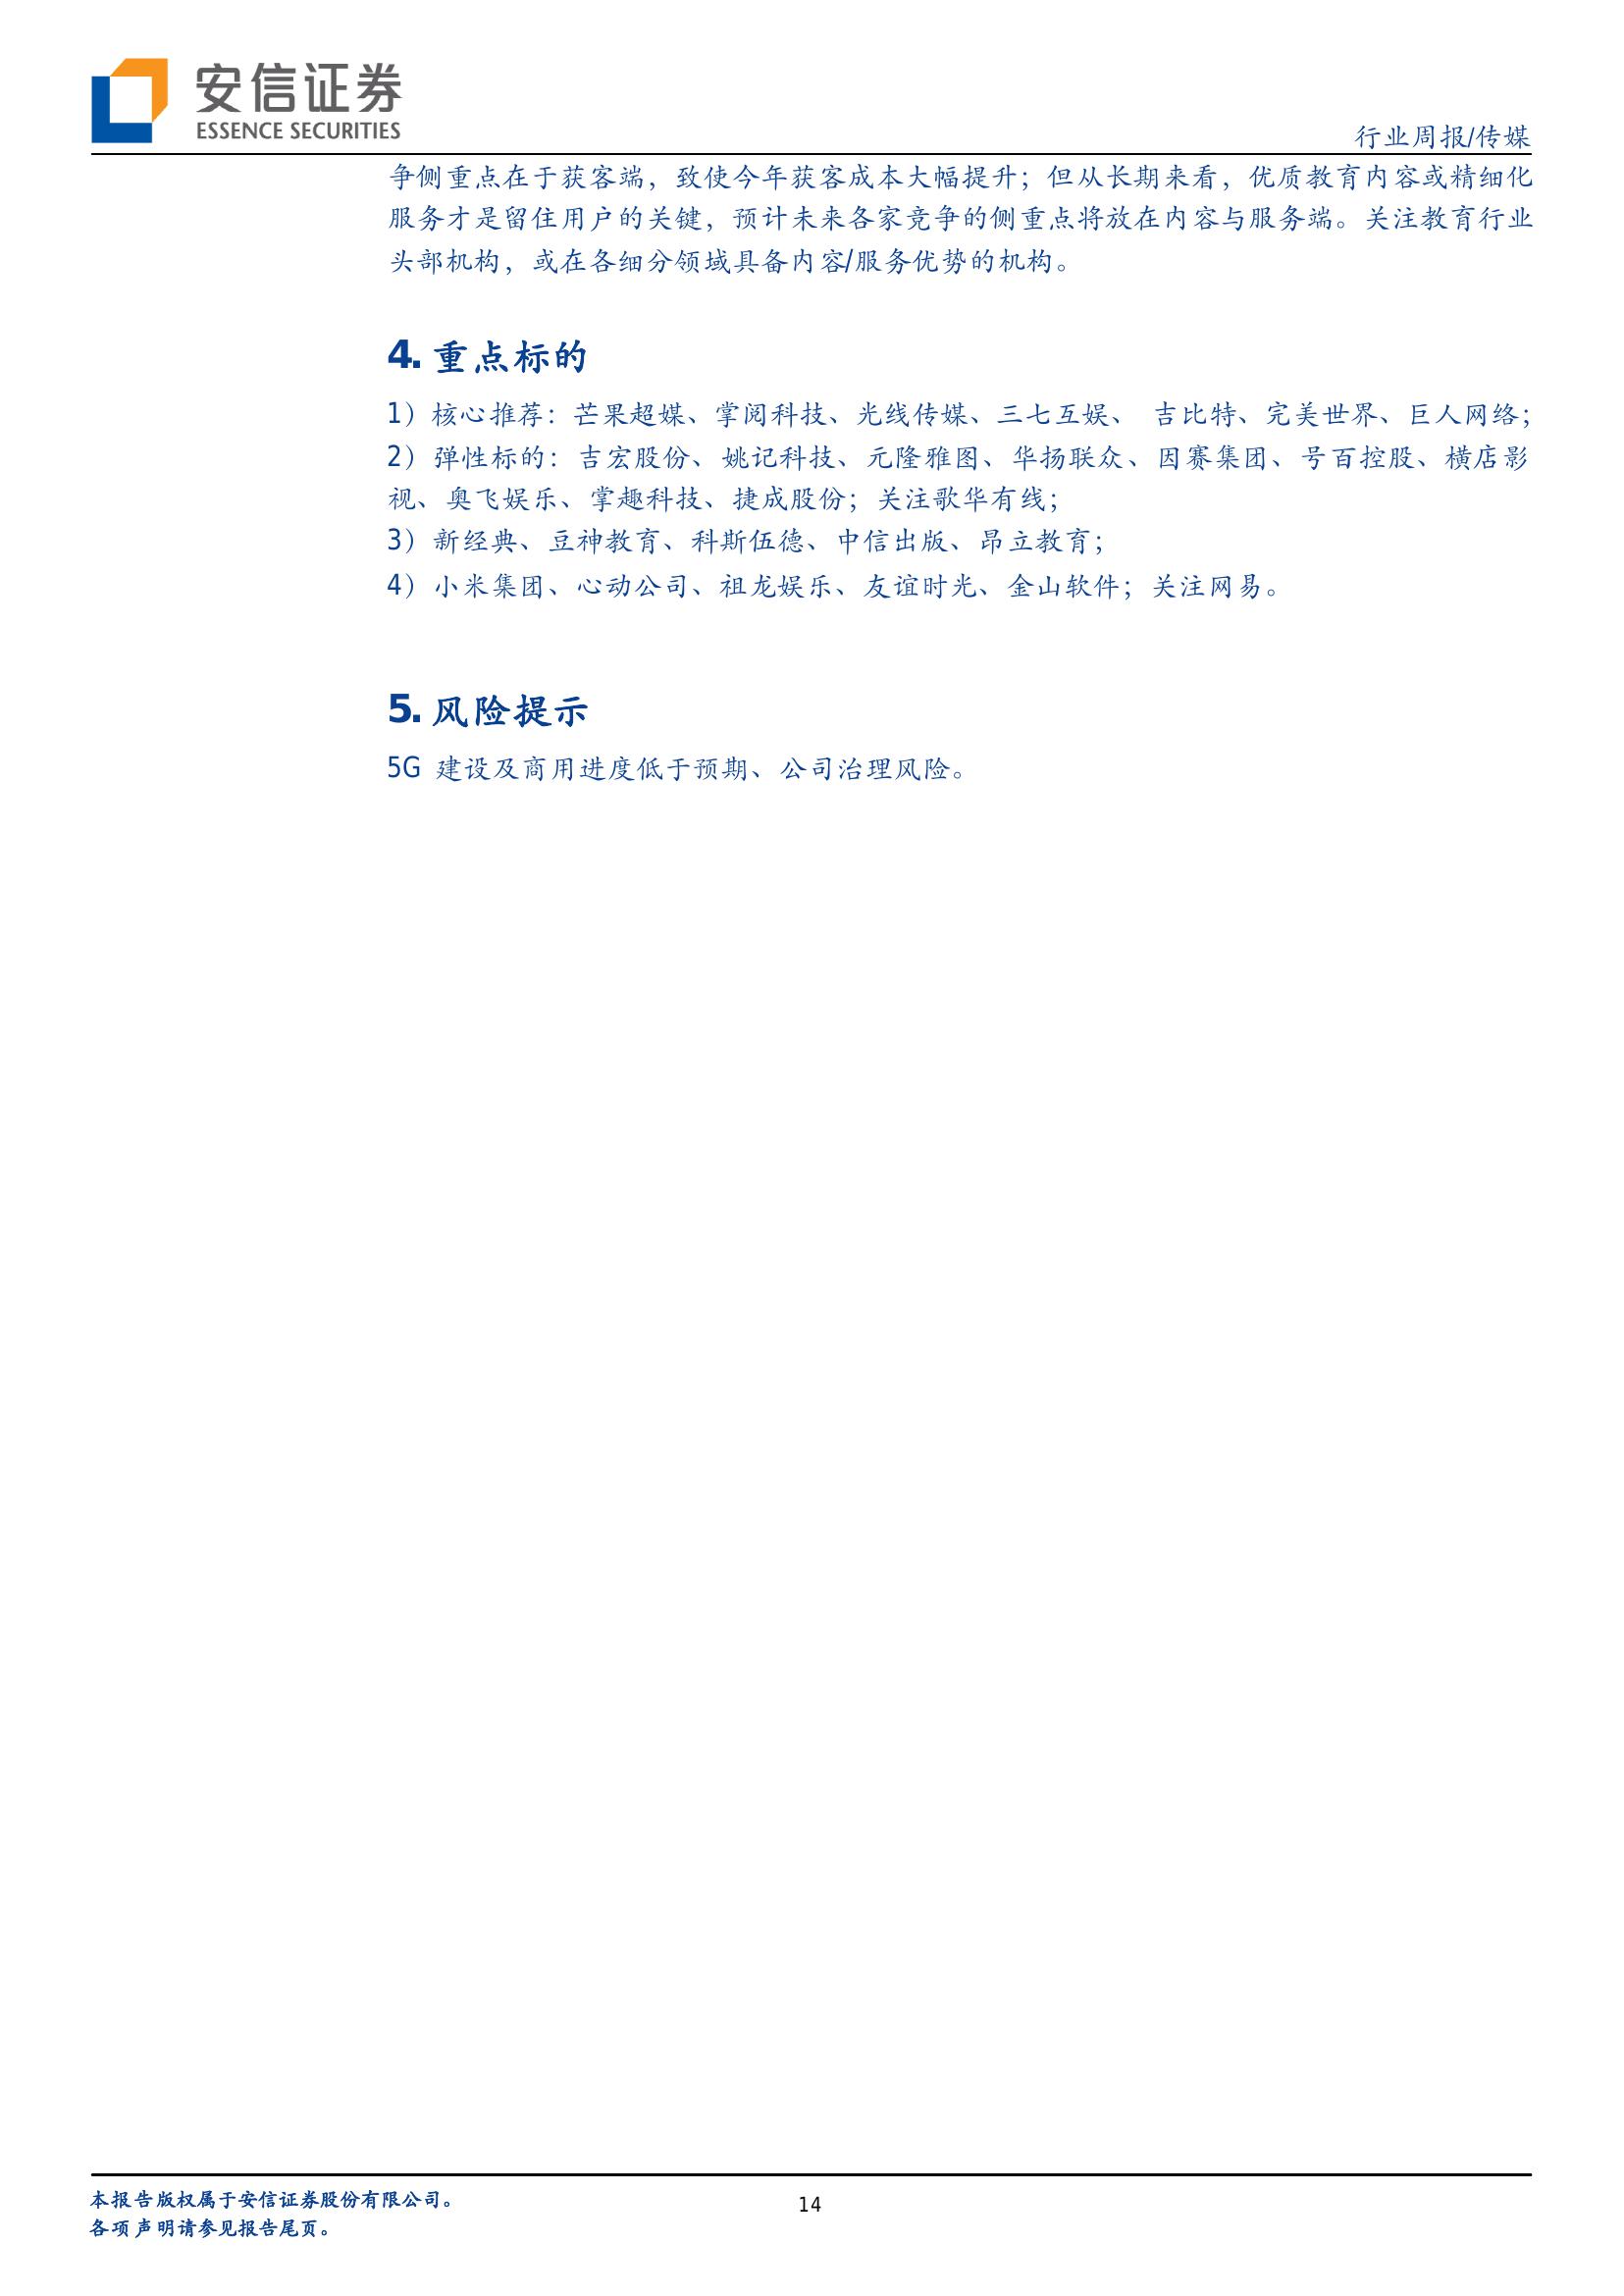 安信证券
ESSENCE SECURITIES
行业周报/传媒
争侧重点在于获客端，致使今年获客成本大幅提升；但从长期来看，优质教育内容或精细化
服务才是留住用户的关键，预计未来各家竞争的侧重点将放在内容与服务端。关注教育行业
头部机构，或在各细分领域具备内容/服务优势的机构。
4. 重点标的
1）核心推荐：芒果超媒、掌阅科技、光线传媒、三七互娱、 吉比特、完美世界、巨人网络；
2）弹性标的：吉宏股份、姚记科技、元隆雅图、华扬联众、因赛集团、号百控股、横店影
视、奥飞娱乐、掌趣科技、捷成股份；关注歌华有线；
3）新经典、豆神教育、科斯伍德、中信出版、昂立教育；
4）小米集团、心动公司、祖龙娱乐、友谊时光、金山软件；关注网易。
5. 风险提示
5G 建设及商用进度低于预期、公司治理风险。
本报告版权属于安信证券股份有限公司。
各项声明请参见报告尾页。
14